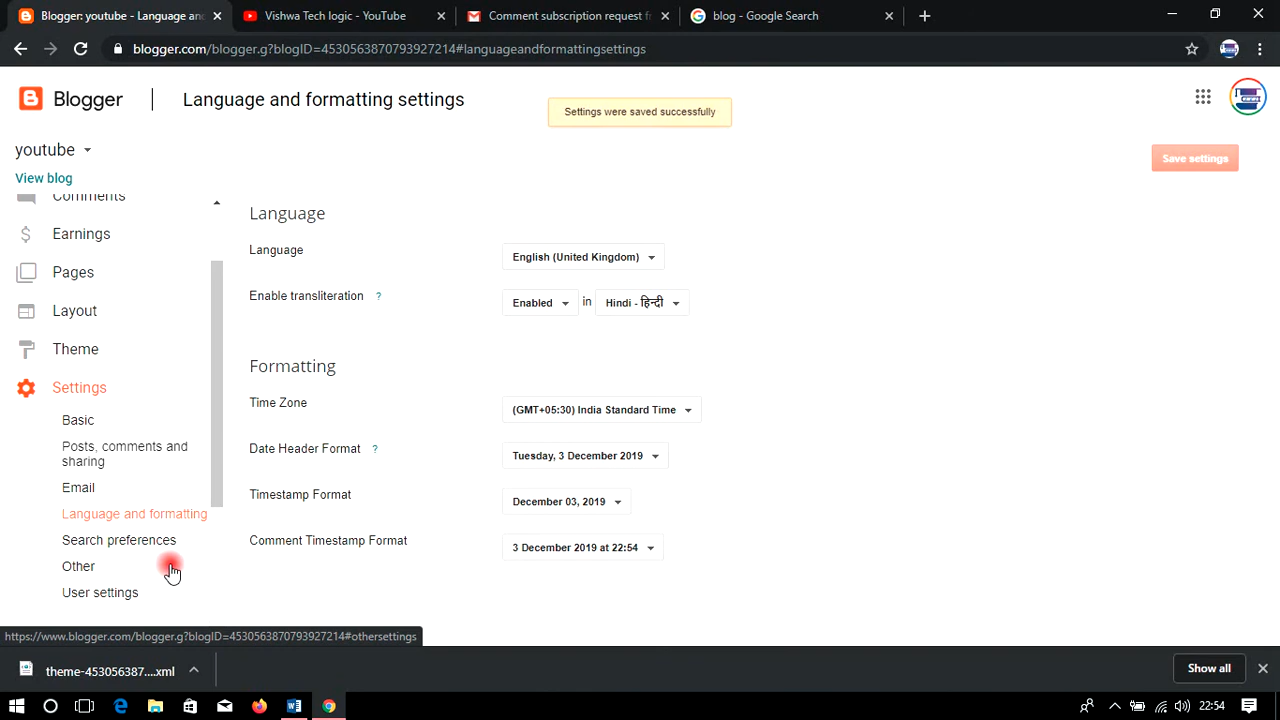 Blogger: youtube - Language and
Vishwa Tech logic - YouTube
Comment subscription request f
blog - Google Search
blogger.com/blogger.g?blogID=4530563870793927214#languageandformattingsettings
Blogger
Language and formatting settings
Settings were saved successfully
youtube
Save settings
View blog
Comments
Earnings
Pages
Layout
Theme
Settings
Basic
Posts, comments and
sharing
Email
Language and formatting
Search preferences
Other
User settings
Language
Language
English (United Kingdom)
Enable transliteration ?
Enabled in Hindi - हिन्दी
Formatting
Time Zone
(GMT+05:30) India Standard Time
Date Header Format ?
Tuesday, 3 December 2019
Timestamp Format
December 03, 2019
Comment Timestamp Format
3 December 2019 at 22:54
https://www.blogger.com/blogger.g?blogID=4530563870793927214#othersettings
theme-453056387....xml
Show all
22:54